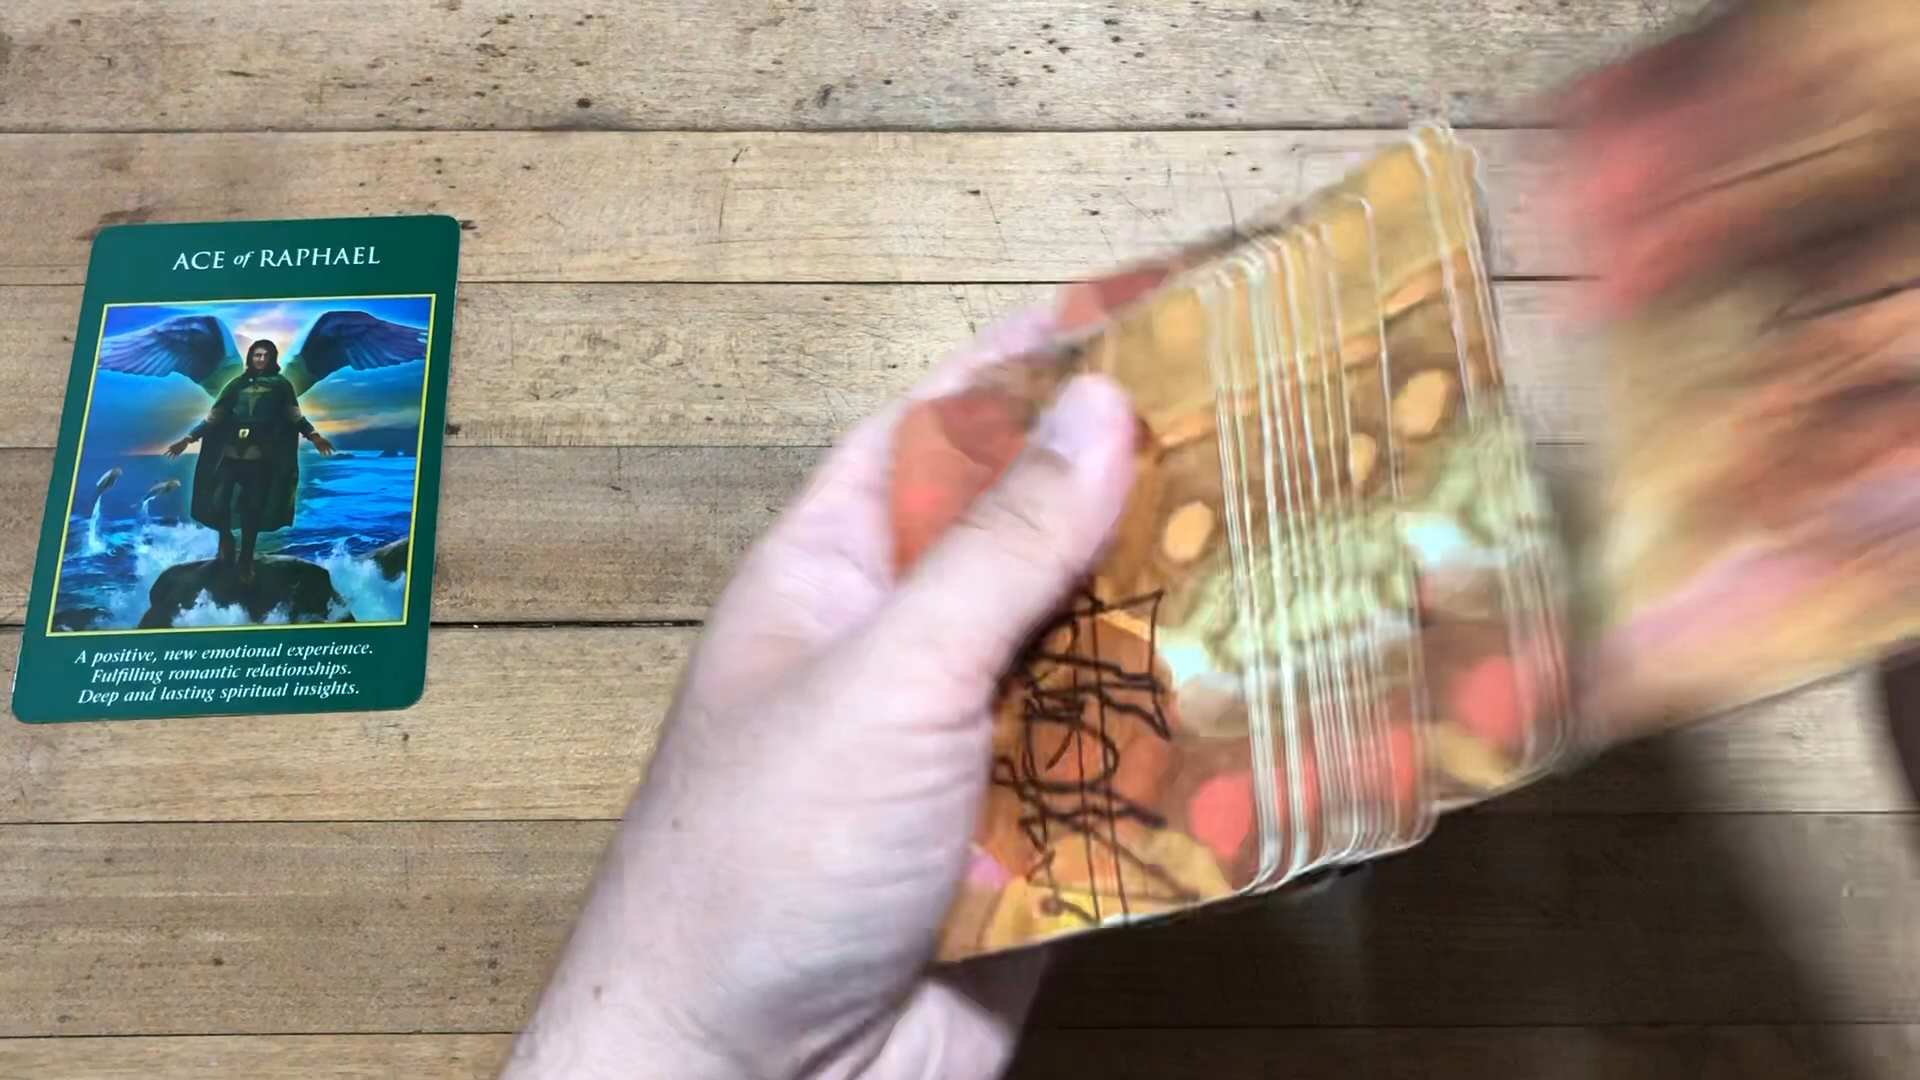 ACE of RAPHAEL
A positive, new emotional experience.
Fulfilling romantic relationships.
Deep and lasting spiritual insights.